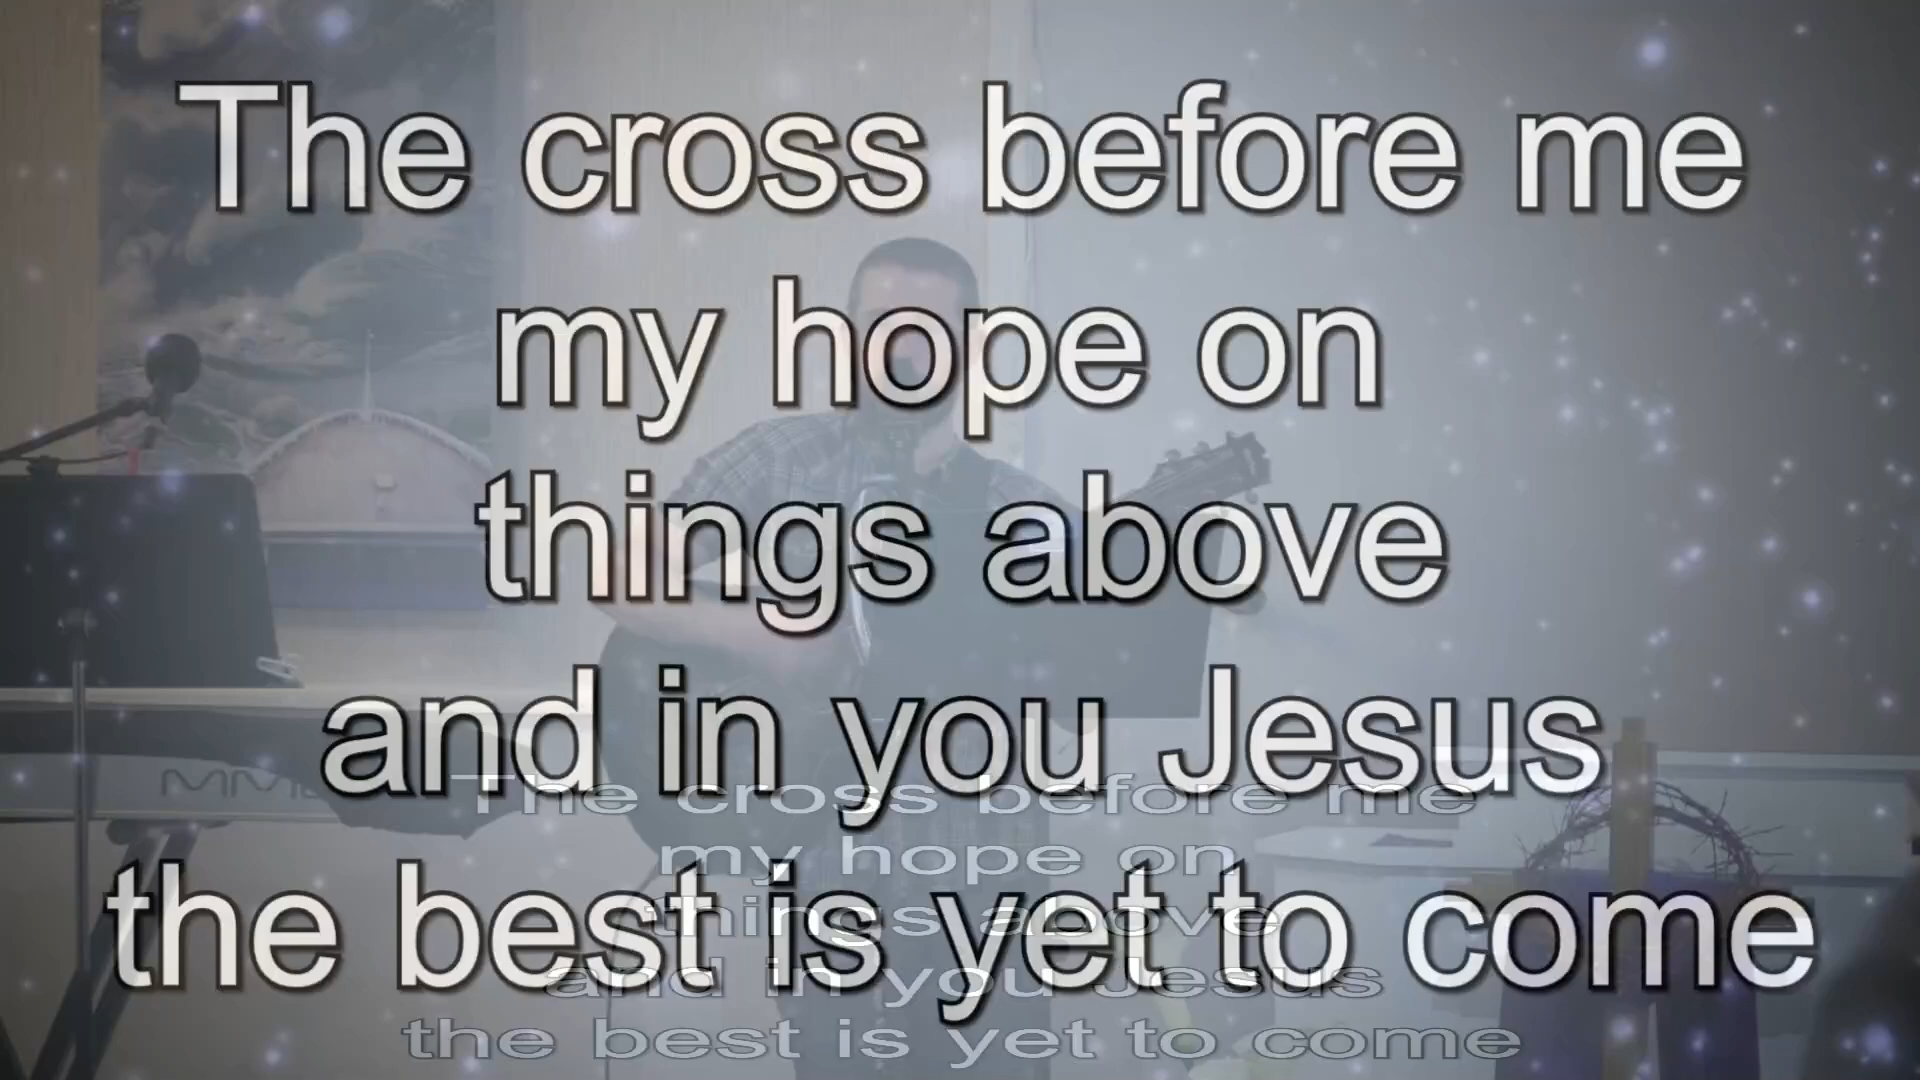 The cross before me
my hope on
things above
and in you Jesus
the best is yet to come
The cross before me
my hope on
things above
and in you Jesus
the best is yet to come